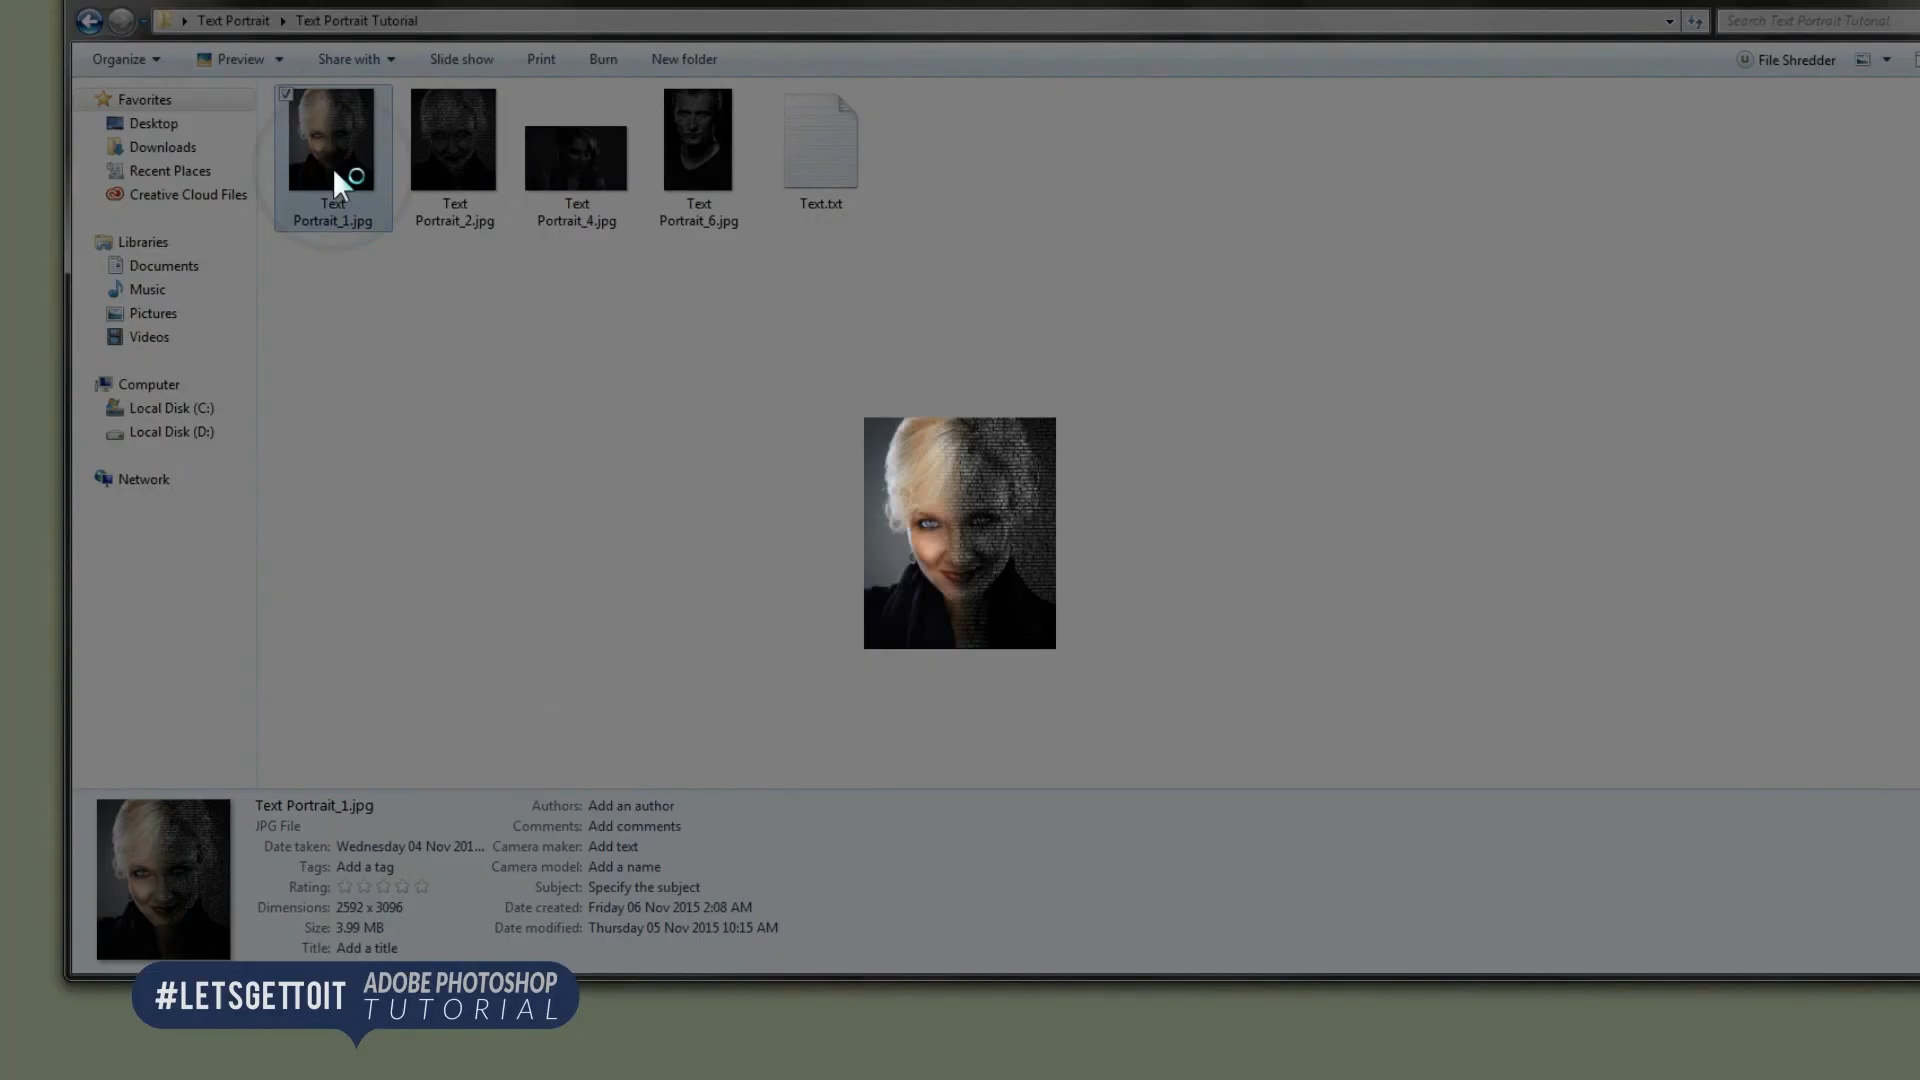 Text Portrait Text Portrait Tutorial Search Text Portrait Tutorial
Organize Preview Share with Slide show Print Burn New folder File Shredder
Favorites
Desktop
Downloads
Recent Places
Creative Cloud Files
Libraries
Documents
Music
Pictures
Videos
Computer
Local Disk (C:)
Local Disk (D:)
Network
Text
Portrait_1.jpg
Text
Portrait_2.jpg
Text
Portrait_4.jpg
Text
Portrait_6.jpg
Text.txt
Text Portrait_1.jpg
JPG File
Date taken: Wednesday 04 Nov 201...
Tags: Add a tag
Rating:
Dimensions: 2592 x 3096
Size: 3.99 MB
Title: Add a title
Authors: Add an author
Comments: Add comments
Camera maker: Add text
Camera model: Add a name
Subject: Specify the subject
Date created: Friday 06 Nov 2015 2:08 AM
Date modified: Thursday 05 Nov 2015 10:15 AM
#LETSGETTOIT
ADOBE PHOTOSHOP
TUTORIAL